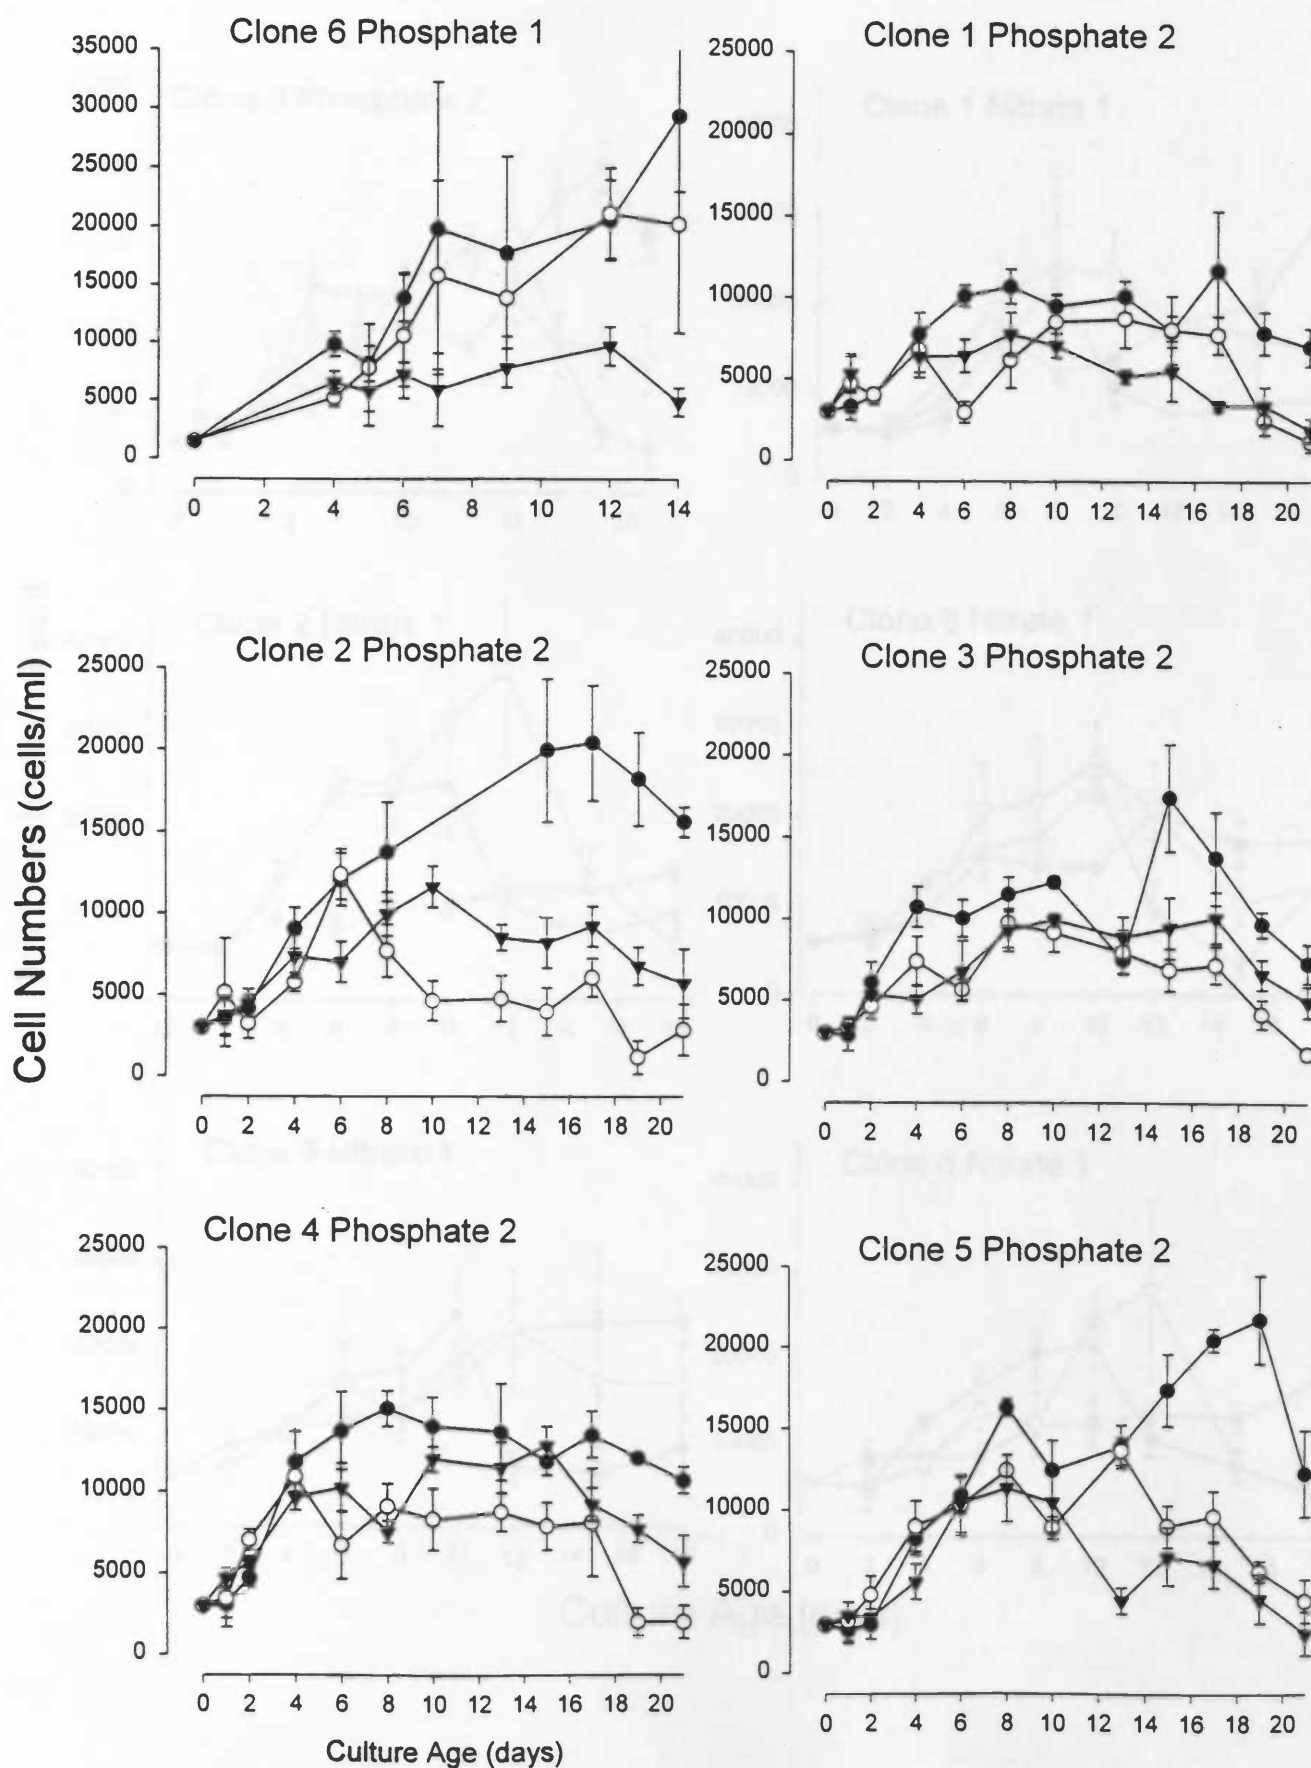 Clone 6 Phosphate 1
35000
30000
25000
20000
15000
10000
5000
0
0 2 4 6 8 10 12 14
Clone 1 Phosphate 2
25000
20000
15000
10000
5000
0
0 2 4 6 8 10 12 14 16 18 20
Cell Numbers (cells/ml)
Clone 2 Phosphate 2
25000
20000
15000
10000
5000
0
0 2 4 6 8 10 12 14 16 18 20
Clone 3 Phosphate 2
25000
20000
15000
10000
5000
0
0 2 4 6 8 10 12 14 16 18 20
Clone 4 Phosphate 2
25000
20000
15000
10000
5000
0
0 2 4 6 8 10 12 14 16 18 20
Culture Age (days)
Clone 5 Phosphate 2
25000
20000
15000
10000
5000
0
0 2 4 6 8 10 12 14 16 18 20